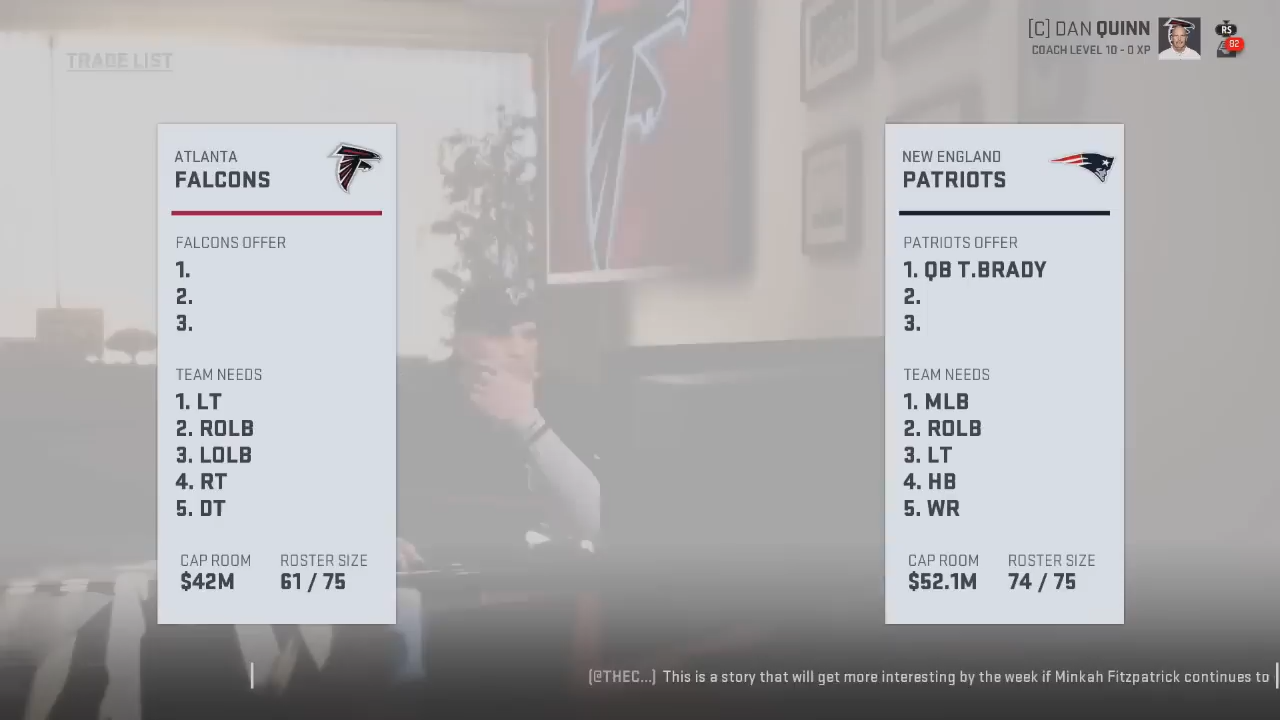 TRADE LIST
[C] DAN QUINN
COACH LEVEL 10 - 0 XP
RS
82
ATLANTA
FALCONS
FALCONS OFFER
1.
2.
3.
TEAM NEEDS
1. LT
2. ROLB
3. LOLB
4. RT
5. DT
CAP ROOM ROSTER SIZE
$42M 61 / 75
NEW ENGLAND
PATRIOTS
PATRIOTS OFFER
1. QB T.BRADY
2.
3.
TEAM NEEDS
1. MLB
2. ROLB
3. LT
4. HB
5. WR
CAP ROOM ROSTER SIZE
$52.1M 74 / 75
[@THEC...] This is a story that will get more interesting by the week if Minkah Fitzpatrick continues to